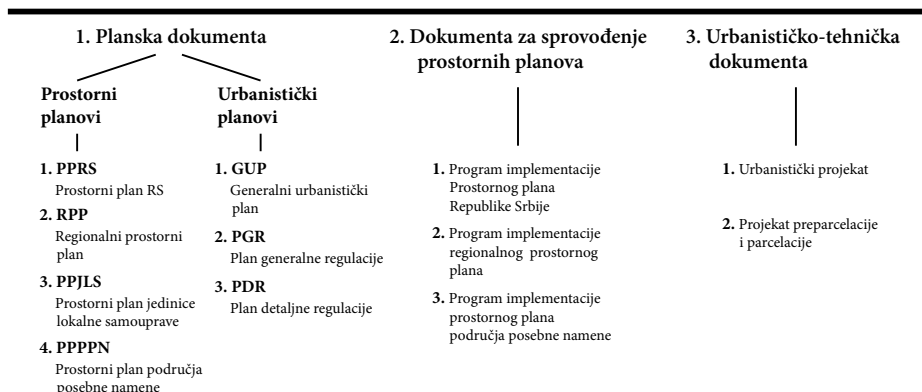 1. Planska dokumenta
Prostorni
planovi
1. PPRS
Prostorni plan RS
2. RPP
Regionalni prostorni
plan
3. PPJLS
Prostorni plan jedinice
lokalne samouprave
4. PPPPN
Prostorni plan područja
posebne namene
Urbanistički
planovi
1. GUP
Generalni urbanistički
plan
2. PGR
Plan generalne regulacije
3. PDR
Plan detaljne regulacije
2. Dokumenta za sprovođenje
prostornih planova
1. Program implementacije
Prostornog plana
Republike Srbije
2. Program implementacije
regionalnog prostornog
plana
3. Program implementacije
prostornog plana
područja posebne namene
3. Urbanističko-tehnička
dokumenta
1. Urbanistički projekat
2. Projekat preparcelacije
i parcelacije